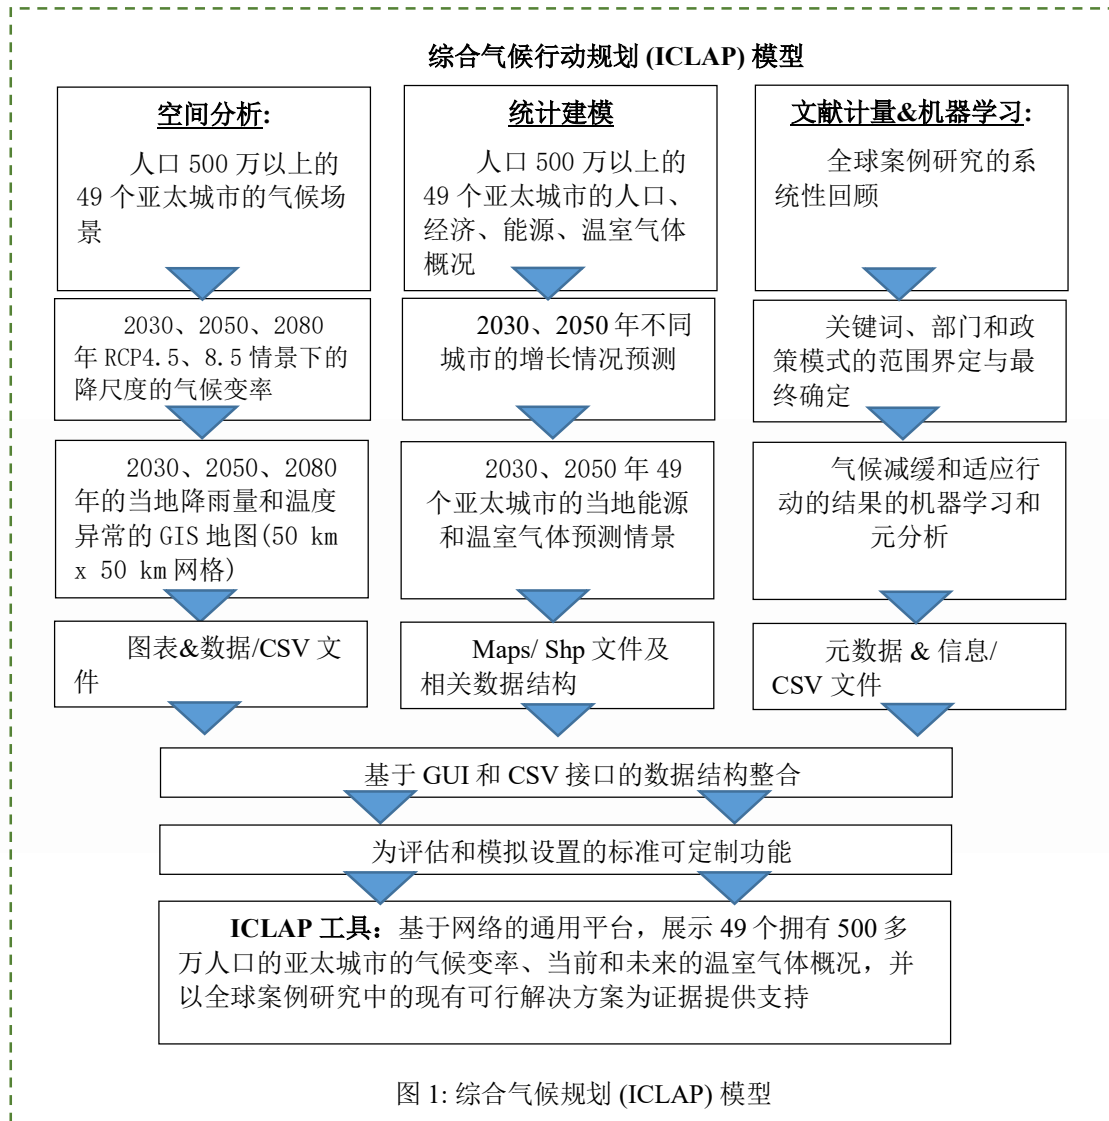 综合气候行动规划 (ICLAP) 模型
空间分析:
人口 500 万以上的
49 个亚太城市的气候场
景
2030、2050、2080
年 RCP4.5、8.5 情景下的
降尺度的气候变率
2030、2050、2080
年的当地降雨量和温度
异常的 GIS 地图(50 km
x 50 km 网格)
图表&数据/CSV 文
件
统计建模
人口 500 万以上的
49 个亚太城市的人口、
经济、能源、温室气体
概况
2030、2050 年不同
城市的增长情况预测
2030、2050 年 49
个亚太城市的当地能源
和温室气体预测情景
Maps/ Shp 文件及
相关数据结构
文献计量&机器学习:
全球案例研究的系
统性回顾
关键词、部门和政
策模式的范围界定与最
终确定
气候减缓和适应行
动的结果的机器学习和
元分析
元数据 & 信息/
CSV 文件
基于 GUI 和 CSV 接口的数据结构整合
为评估和模拟设置的标准可定制功能
ICLAP 工具：基于网络的通用平台，展示 49 个拥有 500 多
万人口的亚太城市的气候变率、当前和未来的温室气体概况，并
以全球案例研究中的现有可行解决方案为证据提供支持
图 1: 综合气候规划 (ICLAP) 模型